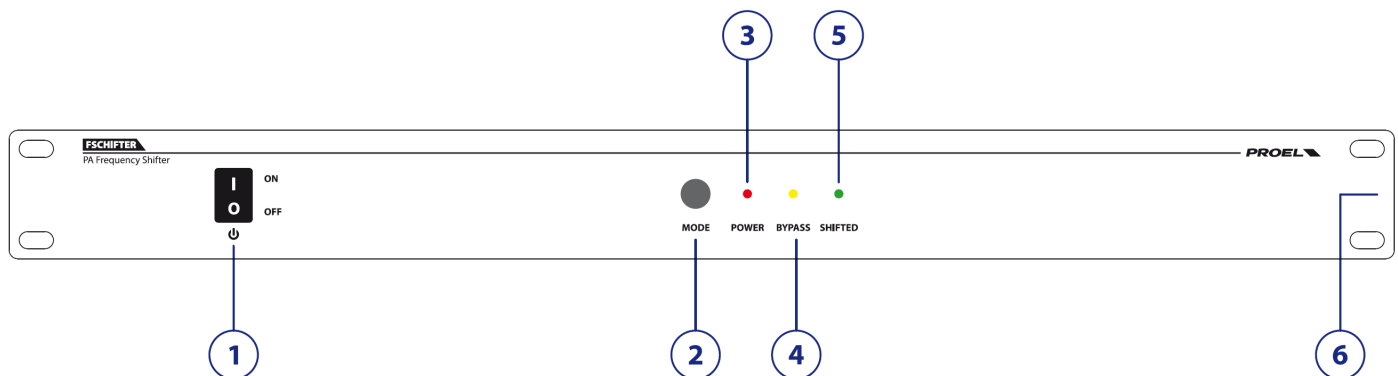 3 5
FSCHIFTER
PA Frequency Shifter
PROEL
I ON
O OFF
MODE POWER BYPASS SHIFTED
1 2 4 6